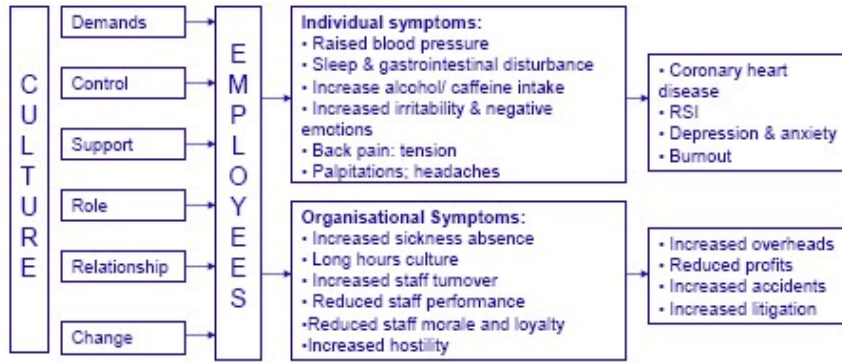 CULTURE
Demands
Control
Support
Role
Relationship
Change
EMPLOYEES
Individual symptoms:
• Raised blood pressure
• Sleep & gastrointestinal disturbance
• Increase alcohol/ caffeine intake
• Increased irritability & negative
emotions
• Back pain: tension
• Palpitations; headaches
• Coronary heart
disease
• RSI
• Depression & anxiety
• Burnout
Organisational Symptoms:
• Increased sickness absence
• Long hours culture
• Increased staff turnover
• Reduced staff performance
•Reduced staff morale and loyalty
•Increased hostility
• Increased overheads
• Reduced profits
• Increased accidents
• Increased litigation